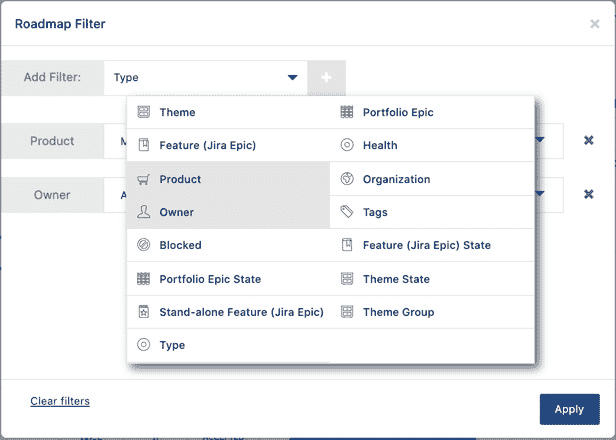 Roadmap Filter
Add Filter: Type
Theme
Portfolio Epic
Feature (Jira Epic)
Health
Product
Product
Organization
Owner
Owner
Tags
Blocked
Feature (Jira Epic) State
Portfolio Epic State
Theme State
Stand-alone Feature (Jira Epic)
Theme Group
Type
Clear filters
Apply